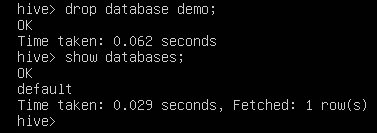 hive> drop database demo;
OK
Time taken: 0.062 seconds
hive> show databases;
OK
default
Time taken: 0.029 seconds, Fetched: 1 row(s)
hive>